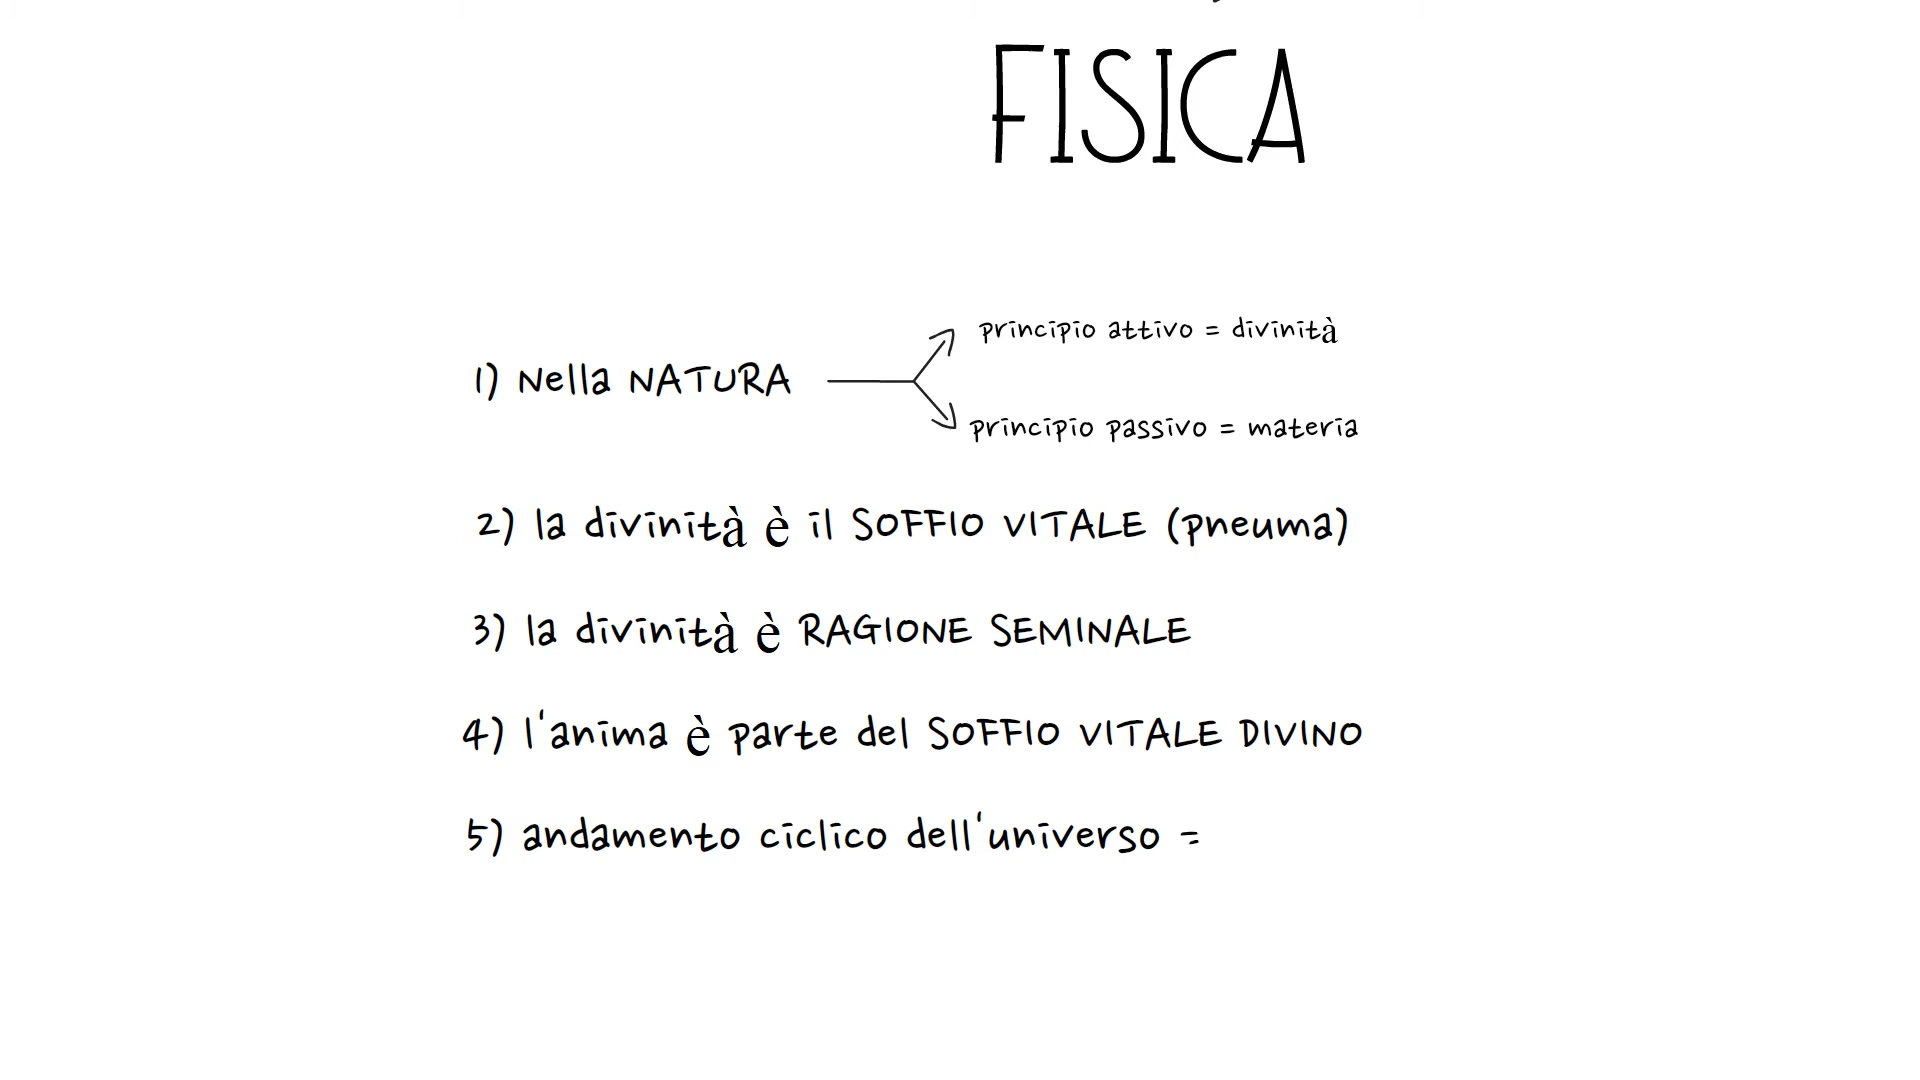 FISICA
principio attivo = divinità
1) Nella NATURA
principio passivo = materia
2) la divinità è il SOFFIO VITALE (pneuma)
3) la divinità è RAGIONE SEMINALE
4) l'anima è parte del SOFFIO VITALE DIVINO
5) andamento ciclico dell'universo =